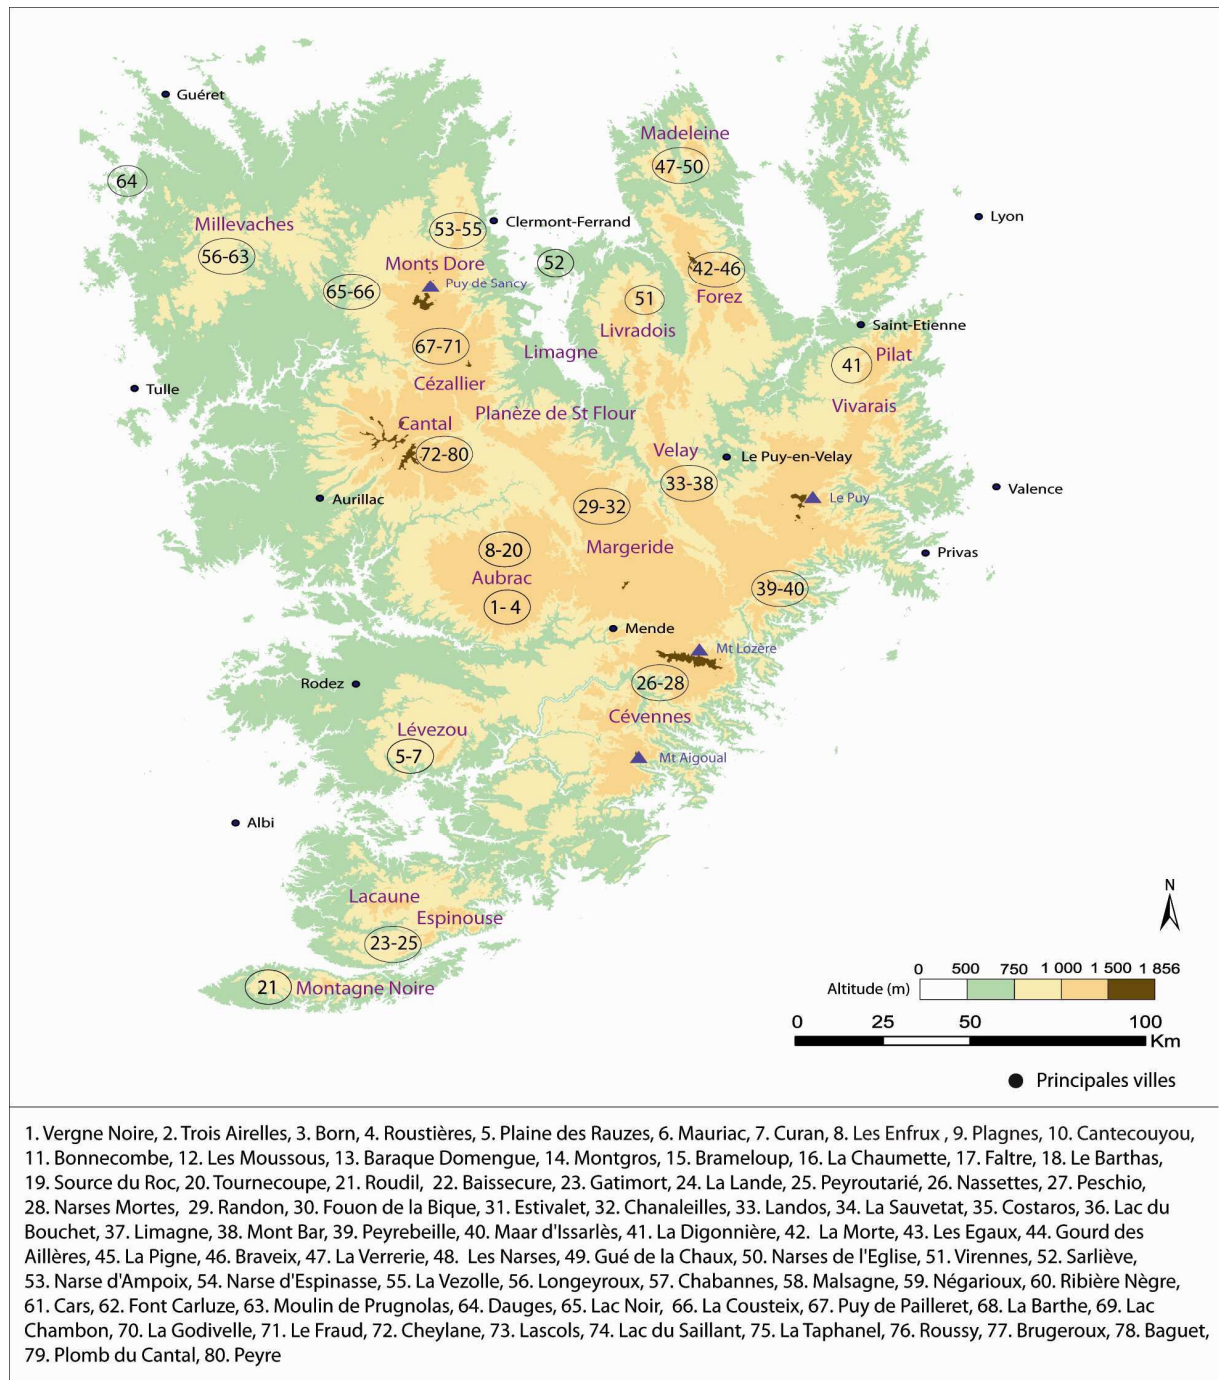 Guéret
Madeleine
47-50
64
Lyon
Millevaches
53-55
Clermont-Ferrand
56-63
52
42-46
Monts Dore
65-66
Puy de Sancy
51
Forez
Livradois
Saint-Etienne
67-71
Limagne
Pilat
41
Cézallier
Tulle
Planèze de St Flour
Vivarais
Cantal
72-80
Velay
Le Puy-en-Velay
33-38
Valence
Aurillac
Le Puy
29-32
Margeride
8-20
Privas
Aubrac
39-40
1- 4
Mende
Mt Lozère
Rodez
26-28
Cévennes
Lévezou
5-7
Mt Aigoual
Albi
Lacaune
Espinouse
23-25
21
Montagne Noire
N
0 500 750 1 000 1 500 1 856
Altitude (m)
0 25 50 100
Km
Principales villes
1. Vergne Noire, 2. Trois Airelles, 3. Born, 4. Roustières, 5. Plaine des Rauzes, 6. Mauriac, 7. Curan, 8. Les Enfrux , 9. Plagnes, 10. Cantecouyou,
11. Bonnecombe, 12. Les Moussous, 13. Baraque Domengue, 14. Montgros, 15. Brameloup, 16. La Chaumette, 17. Faltre, 18. Le Barthas,
19. Source du Roc, 20. Tournecoupe, 21. Roudil, 22. Baissecure, 23. Gatimort, 24. La Lande, 25. Peyroutarié, 26. Nassettes, 27. Peschio,
28. Narses Mortes, 29. Randon, 30. Fouon de la Bique, 31. Estivalet, 32. Chanaleilles, 33. Landos, 34. La Sauvetat, 35. Costaros, 36. Lac du
Bouchet, 37. Limagne, 38. Mont Bar, 39. Peyrebeille, 40. Maar d'Issarlès, 41. La Digonnière, 42. La Morte, 43. Les Egaux, 44. Gourd des
Aillères, 45. La Pigne, 46. Braveix, 47. La Verrerie, 48. Les Narses, 49. Gué de la Chaux, 50. Narses de l'Eglise, 51. Virennes, 52. Sarliève,
53. Narse d'Ampoix, 54. Narse d'Espinasse, 55. La Vezolle, 56. Longeyroux, 57. Chabannes, 58. Malsagne, 59. Négarioux, 60. Ribière Nègre,
61. Cars, 62. Font Carluze, 63. Moulin de Prugnolas, 64. Dauges, 65. Lac Noir, 66. La Cousteix, 67. Puy de Pailleret, 68. La Barthe, 69. Lac
Chambon, 70. La Godivelle, 71. Le Fraud, 72. Cheylane, 73. Lascols, 74. Lac du Saillant, 75. La Taphanel, 76. Roussy, 77. Brugeroux, 78. Baguet,
79. Plomb du Cantal, 80. Peyre